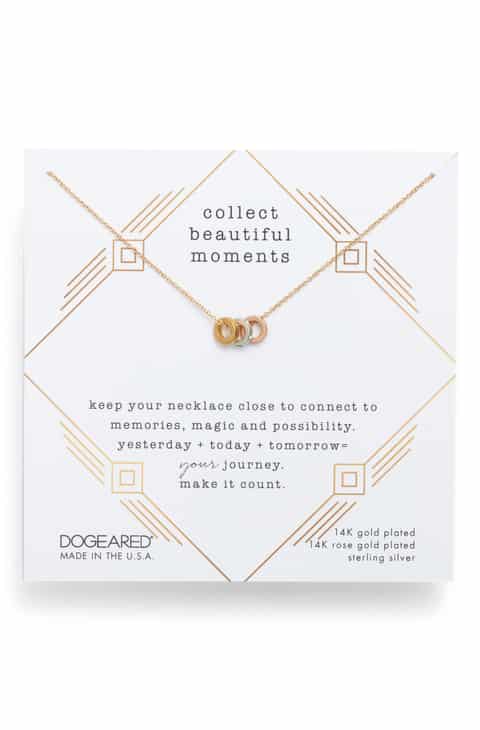 collect
beautiful
moments
keep your necklace close to connect to
memories, magic and possibility.
yesterday + today + tomorrow=
your journey.
make it count.
DOGEARED®
MADE IN THE U.S.A.
14K gold plated
14K rose gold plated
sterling silver